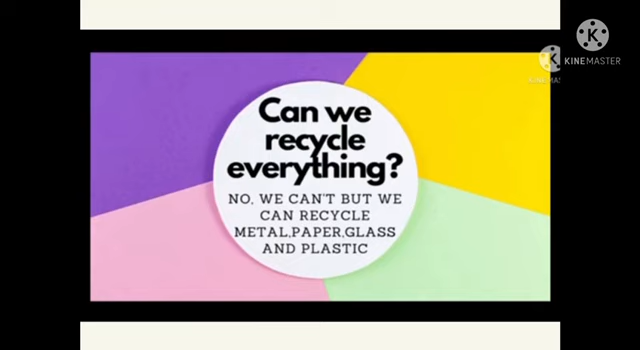 Can we
recycle
everything?
NO, WE CAN'T BUT WE
CAN RECYCLE
METAL,PAPER,GLASS
AND PLASTIC
K
KINEMASTER
K